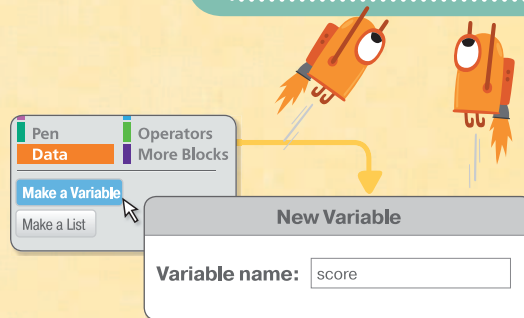 Pen Operators
Data More Blocks
Make a Variable
Make a List
New Variable
Variable name: score